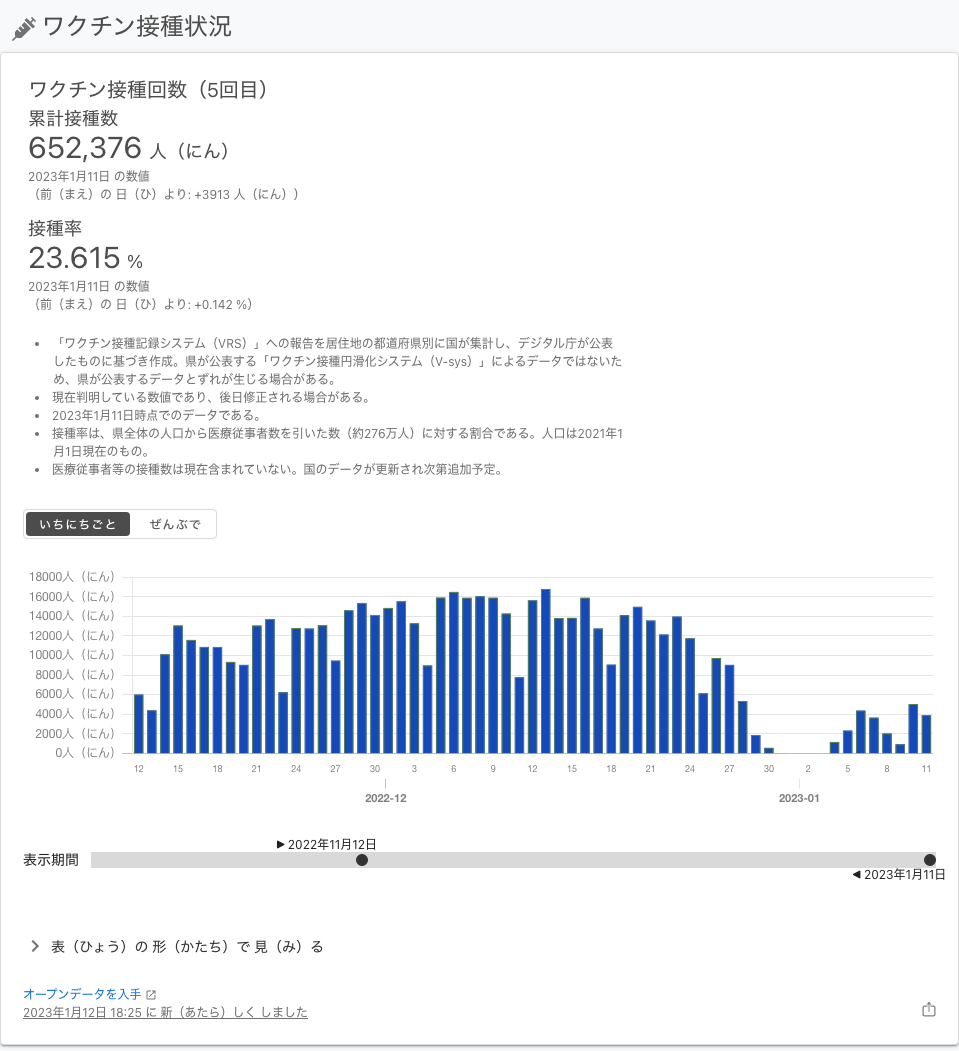 ワクチン接種状況
ワクチン接種回数（5回目）
累計接種数
652,376 人（にん）
2023年1月11日 の数値
（前（まえ）の 日（ひ）より: +3913 人（にん））
接種率
23.615 %
2023年1月11日 の数値
（前（まえ）の 日（ひ）より: +0.142 %）
• 「ワクチン接種記録システム（VRS）」への報告を居住地の都道府県別に国が集計し、デジタル庁が公表
したものに基づき作成。県が公表する「ワクチン接種円滑化システム（V-sys）」によるデータではないた
め、県が公表するデータとずれが生じる場合がある。
• 現在判明している数値であり、後日修正される場合がある。
• 2023年1月11日時点でのデータである。
• 接種率は、県全体の人口から医療従事者数を引いた数（約276万人）に対する割合である。人口は2021年1
月1日現在のもの。
• 医療従事者等の接種数は現在含まれていない。国のデータが更新され次第追加予定。
いちにちごと ぜんぶで
18000人（にん）
16000人（にん）
14000人（にん）
12000人（にん）
10000人（にん）
8000人（にん）
6000人（にん）
4000人（にん）
2000人（にん）
0人（にん）
12 15 18 21 24 27 30 3 6 9 12 15 18 21 24 27 30 2 5 8 11
2022-12 2023-01
▶ 2022年11月12日
表示期間
◀ 2023年1月11日
表（ひょう）の 形（かたち）で 見（み）る
オープンデータを入手
2023年1月12日 18:25 に 新（あたら）しく しました